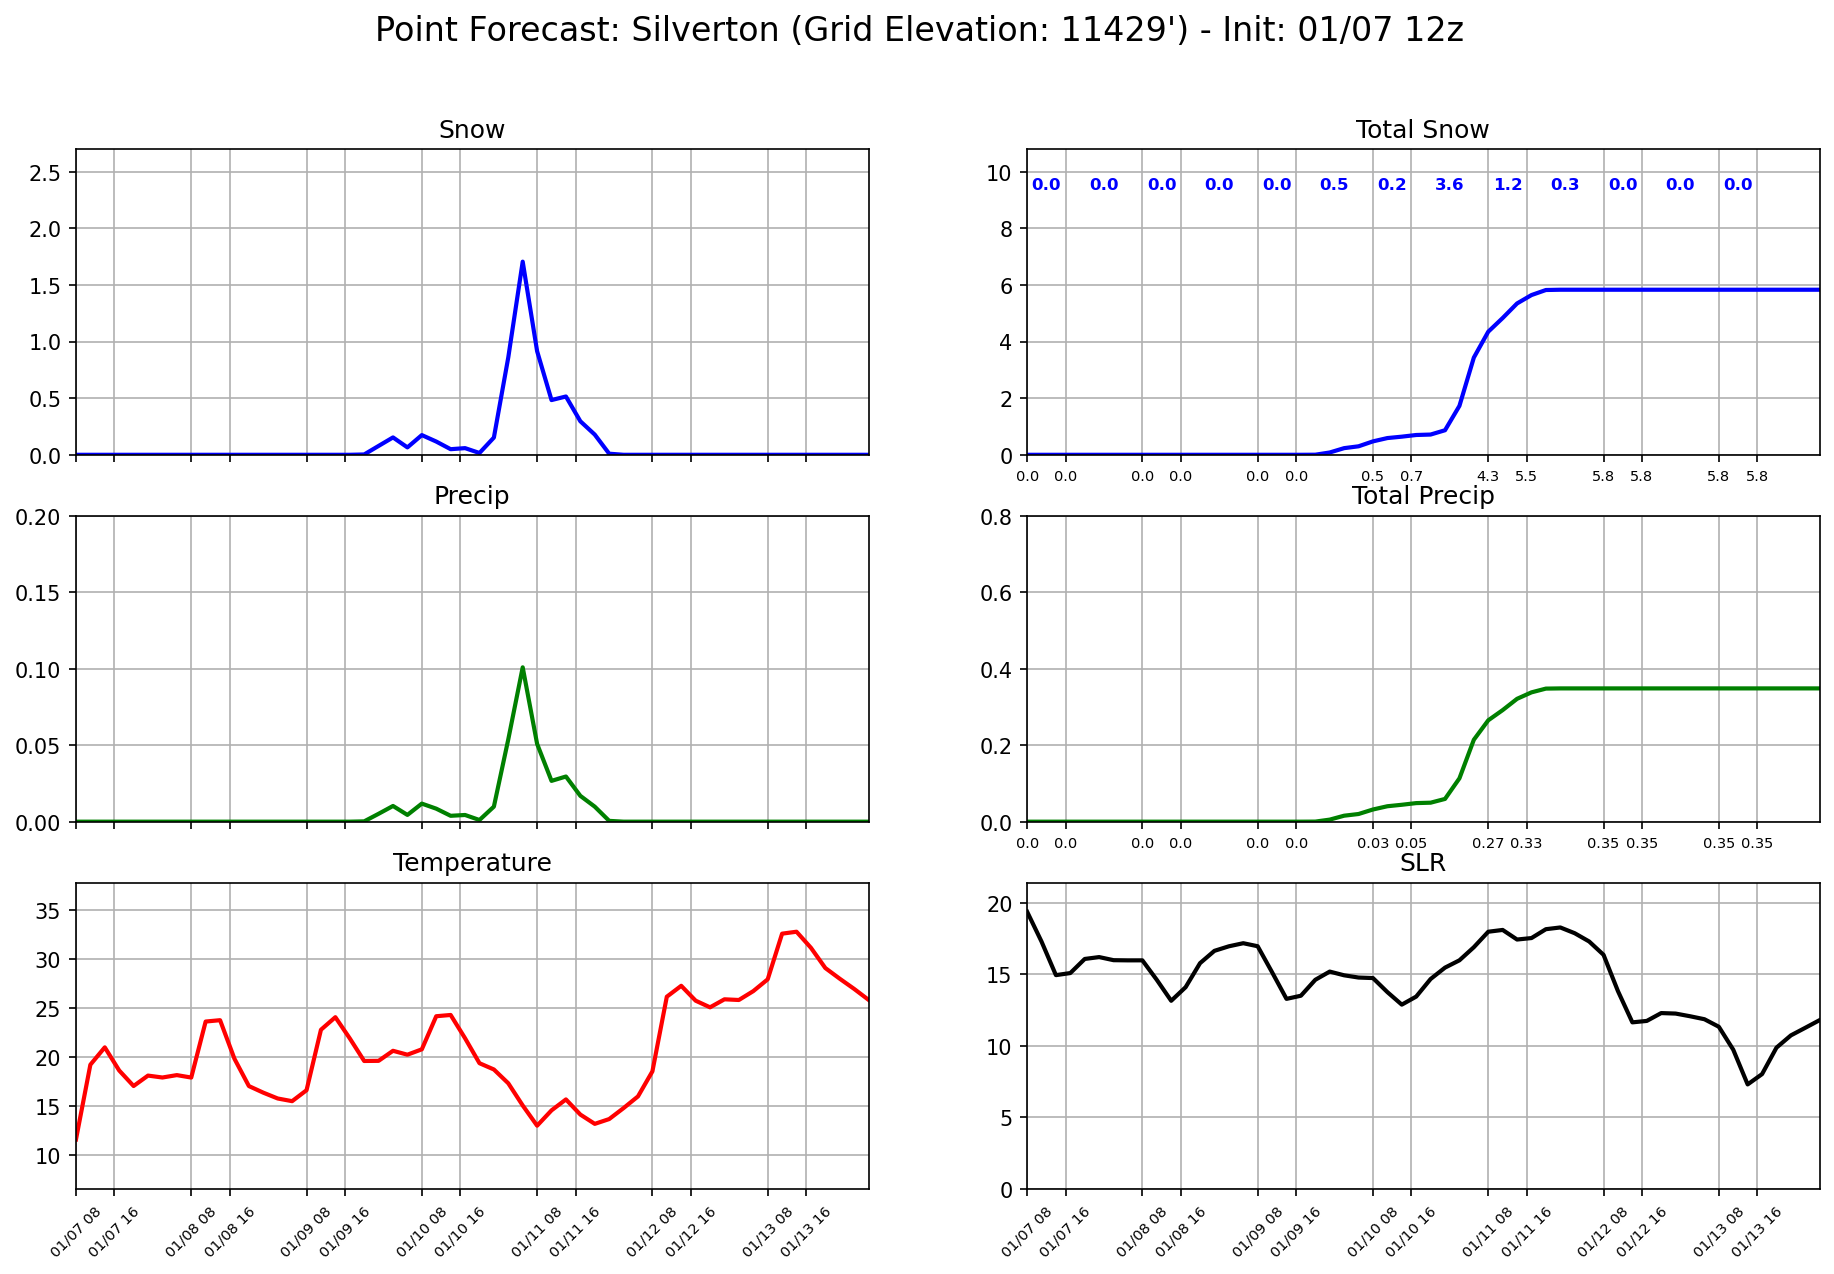 Point Forecast: Silverton (Grid Elevation: 11429') - Init: 01/07 12z
Snow
2.5
2.0
1.5
1.0
0.5
0.0
Total Snow
10
8
6
4
2
0
0.0 0.0 0.0 0.0 0.0 0.5 0.2 3.6 1.2 0.3 0.0 0.0 0.0
0.0 0.0 0.0 0.0 0.0 0.0 0.5 0.7 4.3 5.5 5.8 5.8 5.8 5.8
Precip
0.20
0.15
0.10
0.05
0.00
Total Precip
0.8
0.6
0.4
0.2
0.0
0.0 0.0 0.0 0.0 0.0 0.0 0.03 0.05 0.27 0.33 0.35 0.35 0.35 0.35
Temperature
35
30
25
20
15
10
01/07 08 01/07 16 01/08 08 01/08 16 01/09 08 01/09 16 01/10 08 01/10 16 01/11 08 01/11 16 01/12 08 01/12 16 01/13 08 01/13 16
SLR
20
15
10
5
0
01/07 08 01/07 16 01/08 08 01/08 16 01/09 08 01/09 16 01/10 08 01/10 16 01/11 08 01/11 16 01/12 08 01/12 16 01/13 08 01/13 16